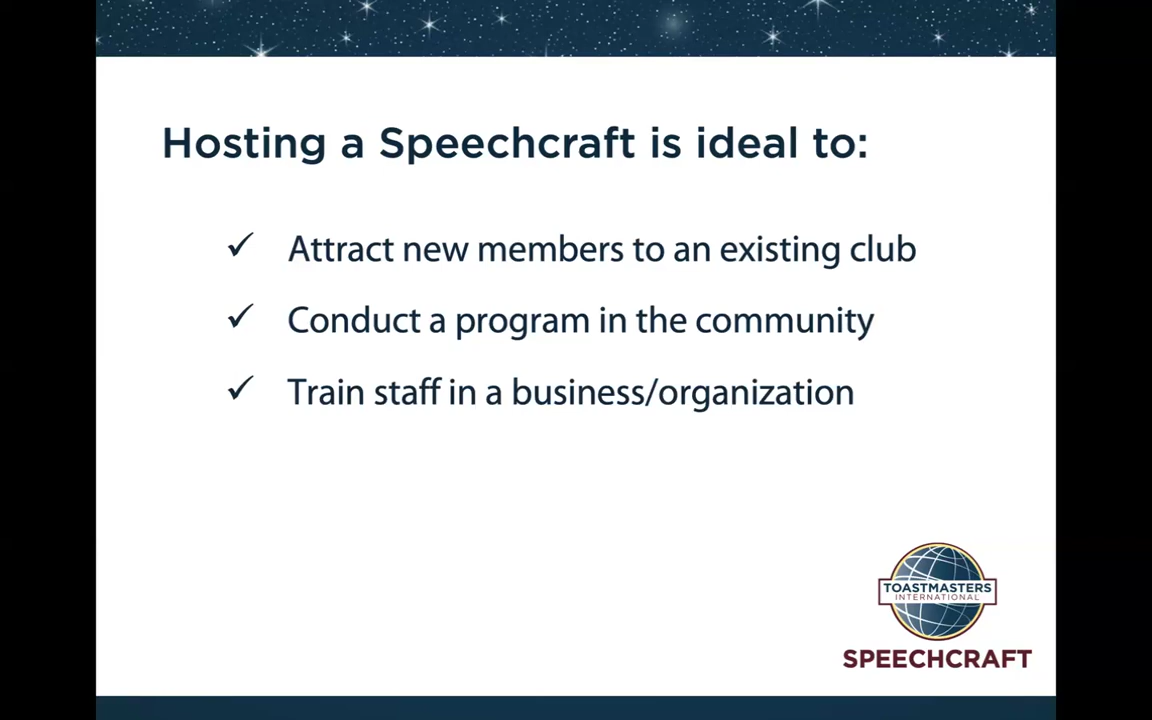 Hosting a Speechcraft is ideal to:
✓ Attract new members to an existing club
✓ Conduct a program in the community
✓ Train staff in a business/organization
TOASTMASTERS
INTERNATIONAL
SPEECHCRAFT